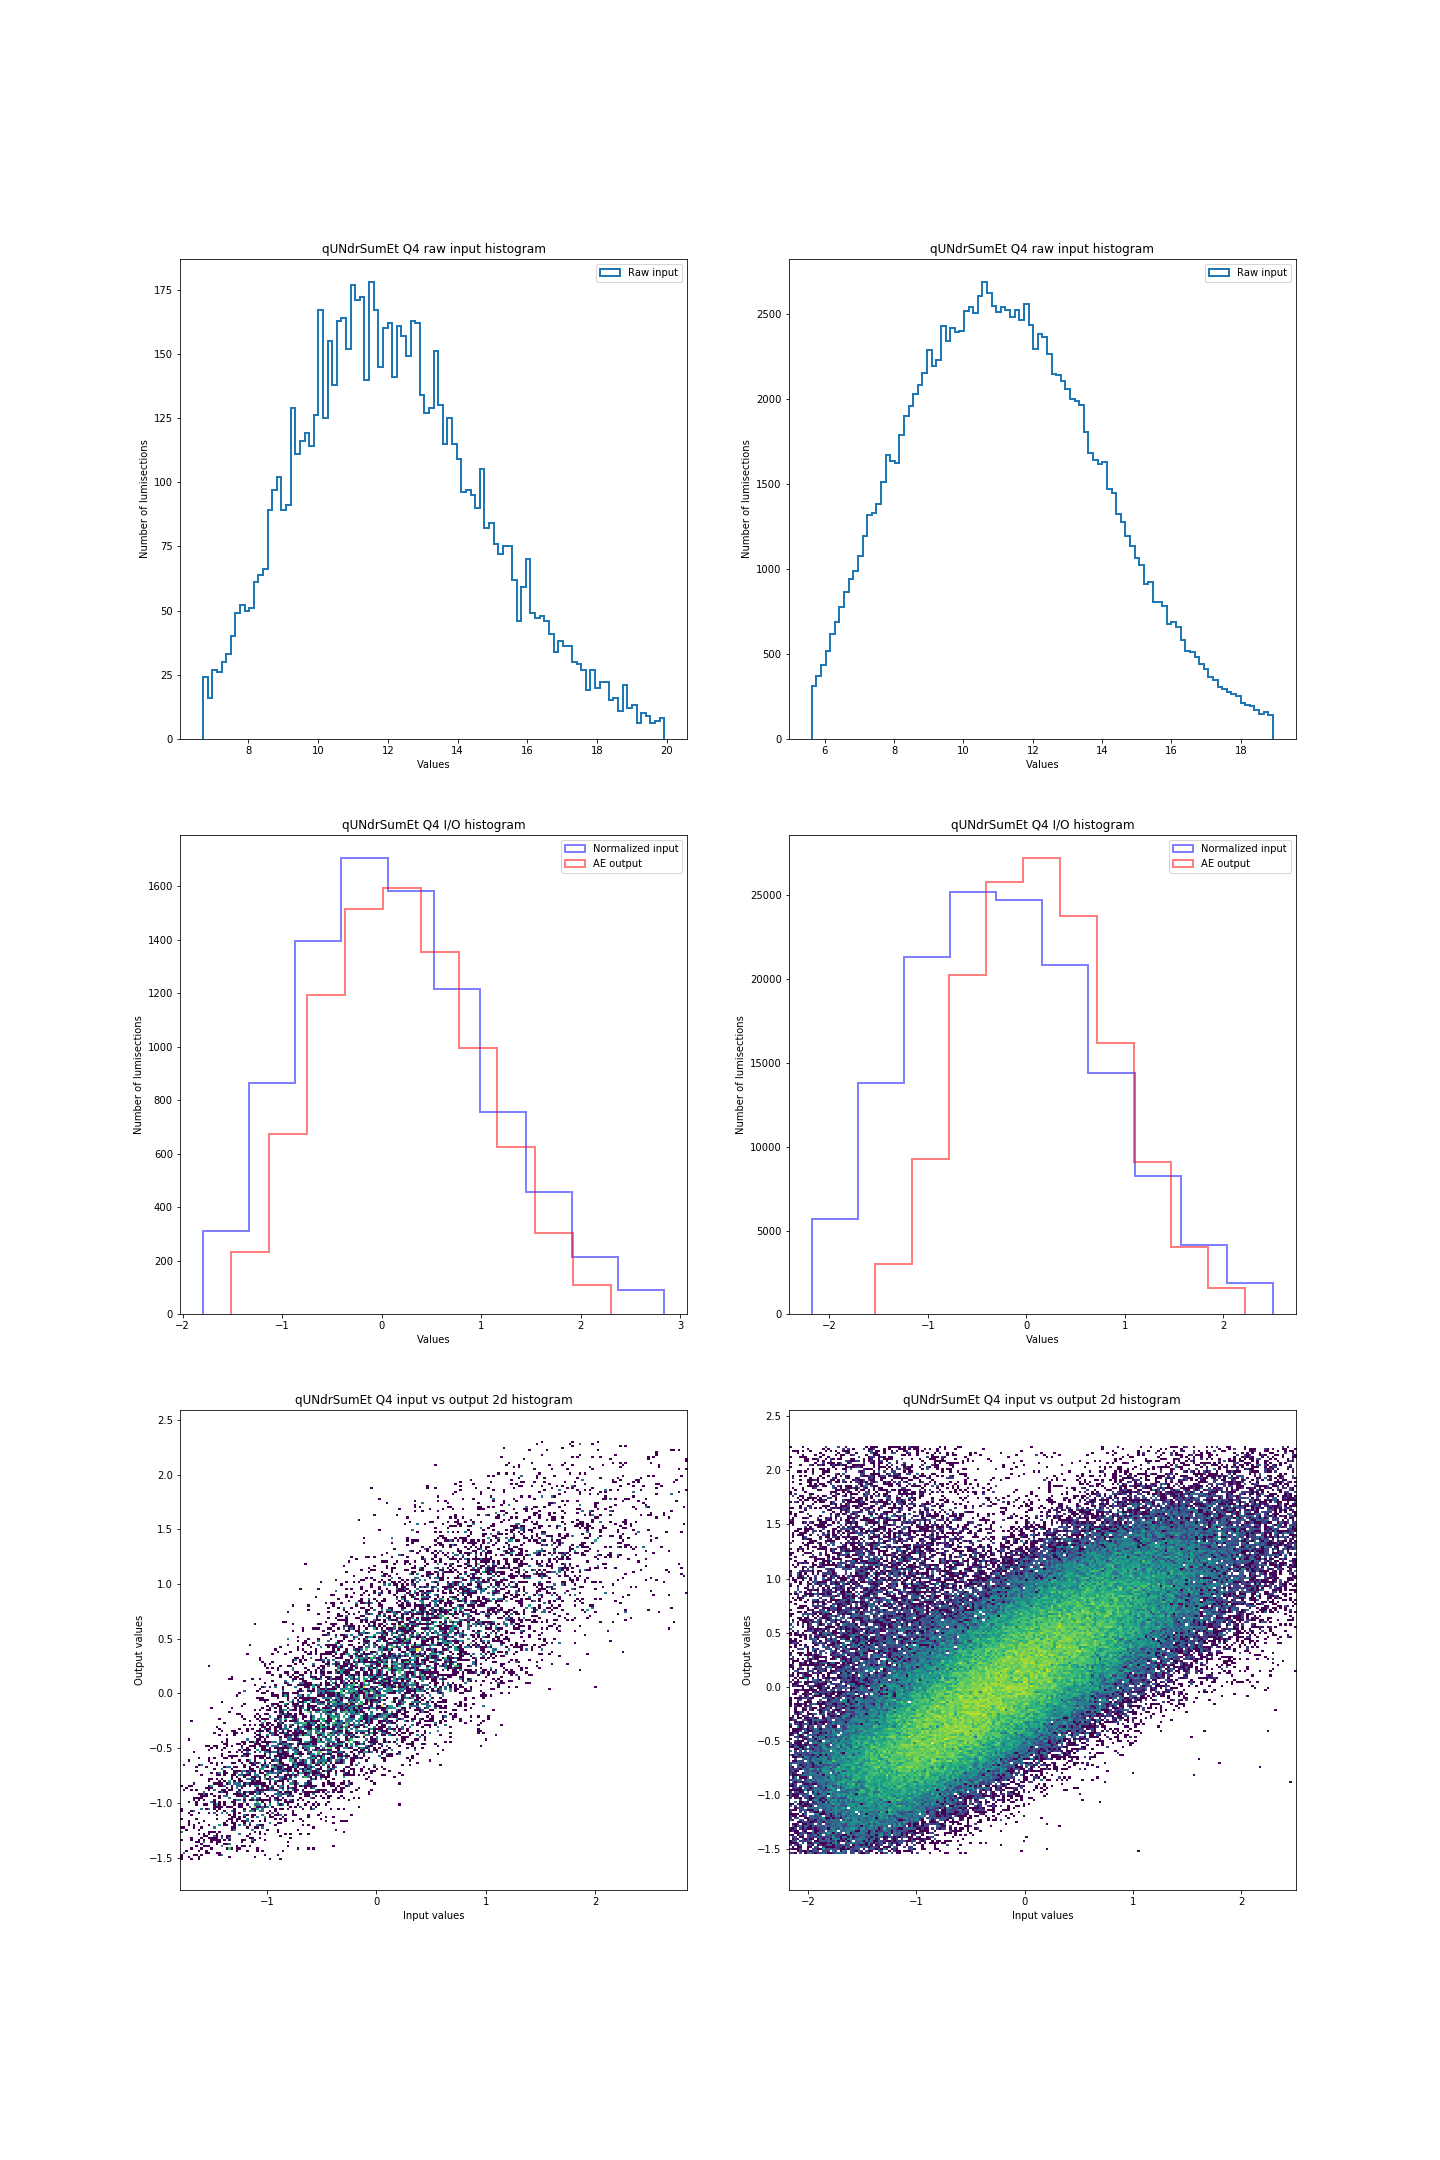 qUNdrSumEt Q4 raw input histogram
Raw input
175
150
125
100
75
50
25
0
Number of lumisections
8 10 12 14 16 18 20
Values
qUNdrSumEt Q4 raw input histogram
Raw input
2500
2000
1500
1000
500
0
Number of lumisections
6 8 10 12 14 16 18
Values
qUNdrSumEt Q4 I/O histogram
Normalized input
AE output
1600
1400
1200
1000
800
600
400
200
0
Number of lumisections
−2 −1 0 1 2 3
Values
qUNdrSumEt Q4 I/O histogram
Normalized input
AE output
25000
20000
15000
10000
5000
0
Number of lumisections
−2 −1 0 1 2
Values
qUNdrSumEt Q4 input vs output 2d histogram
2.5
2.0
1.5
1.0
0.5
0.0
−0.5
−1.0
−1.5
Output values
−1 0 1 2
Input values
qUNdrSumEt Q4 input vs output 2d histogram
2.5
2.0
1.5
1.0
0.5
0.0
−0.5
−1.0
−1.5
Output values
−2 −1 0 1 2
Input values